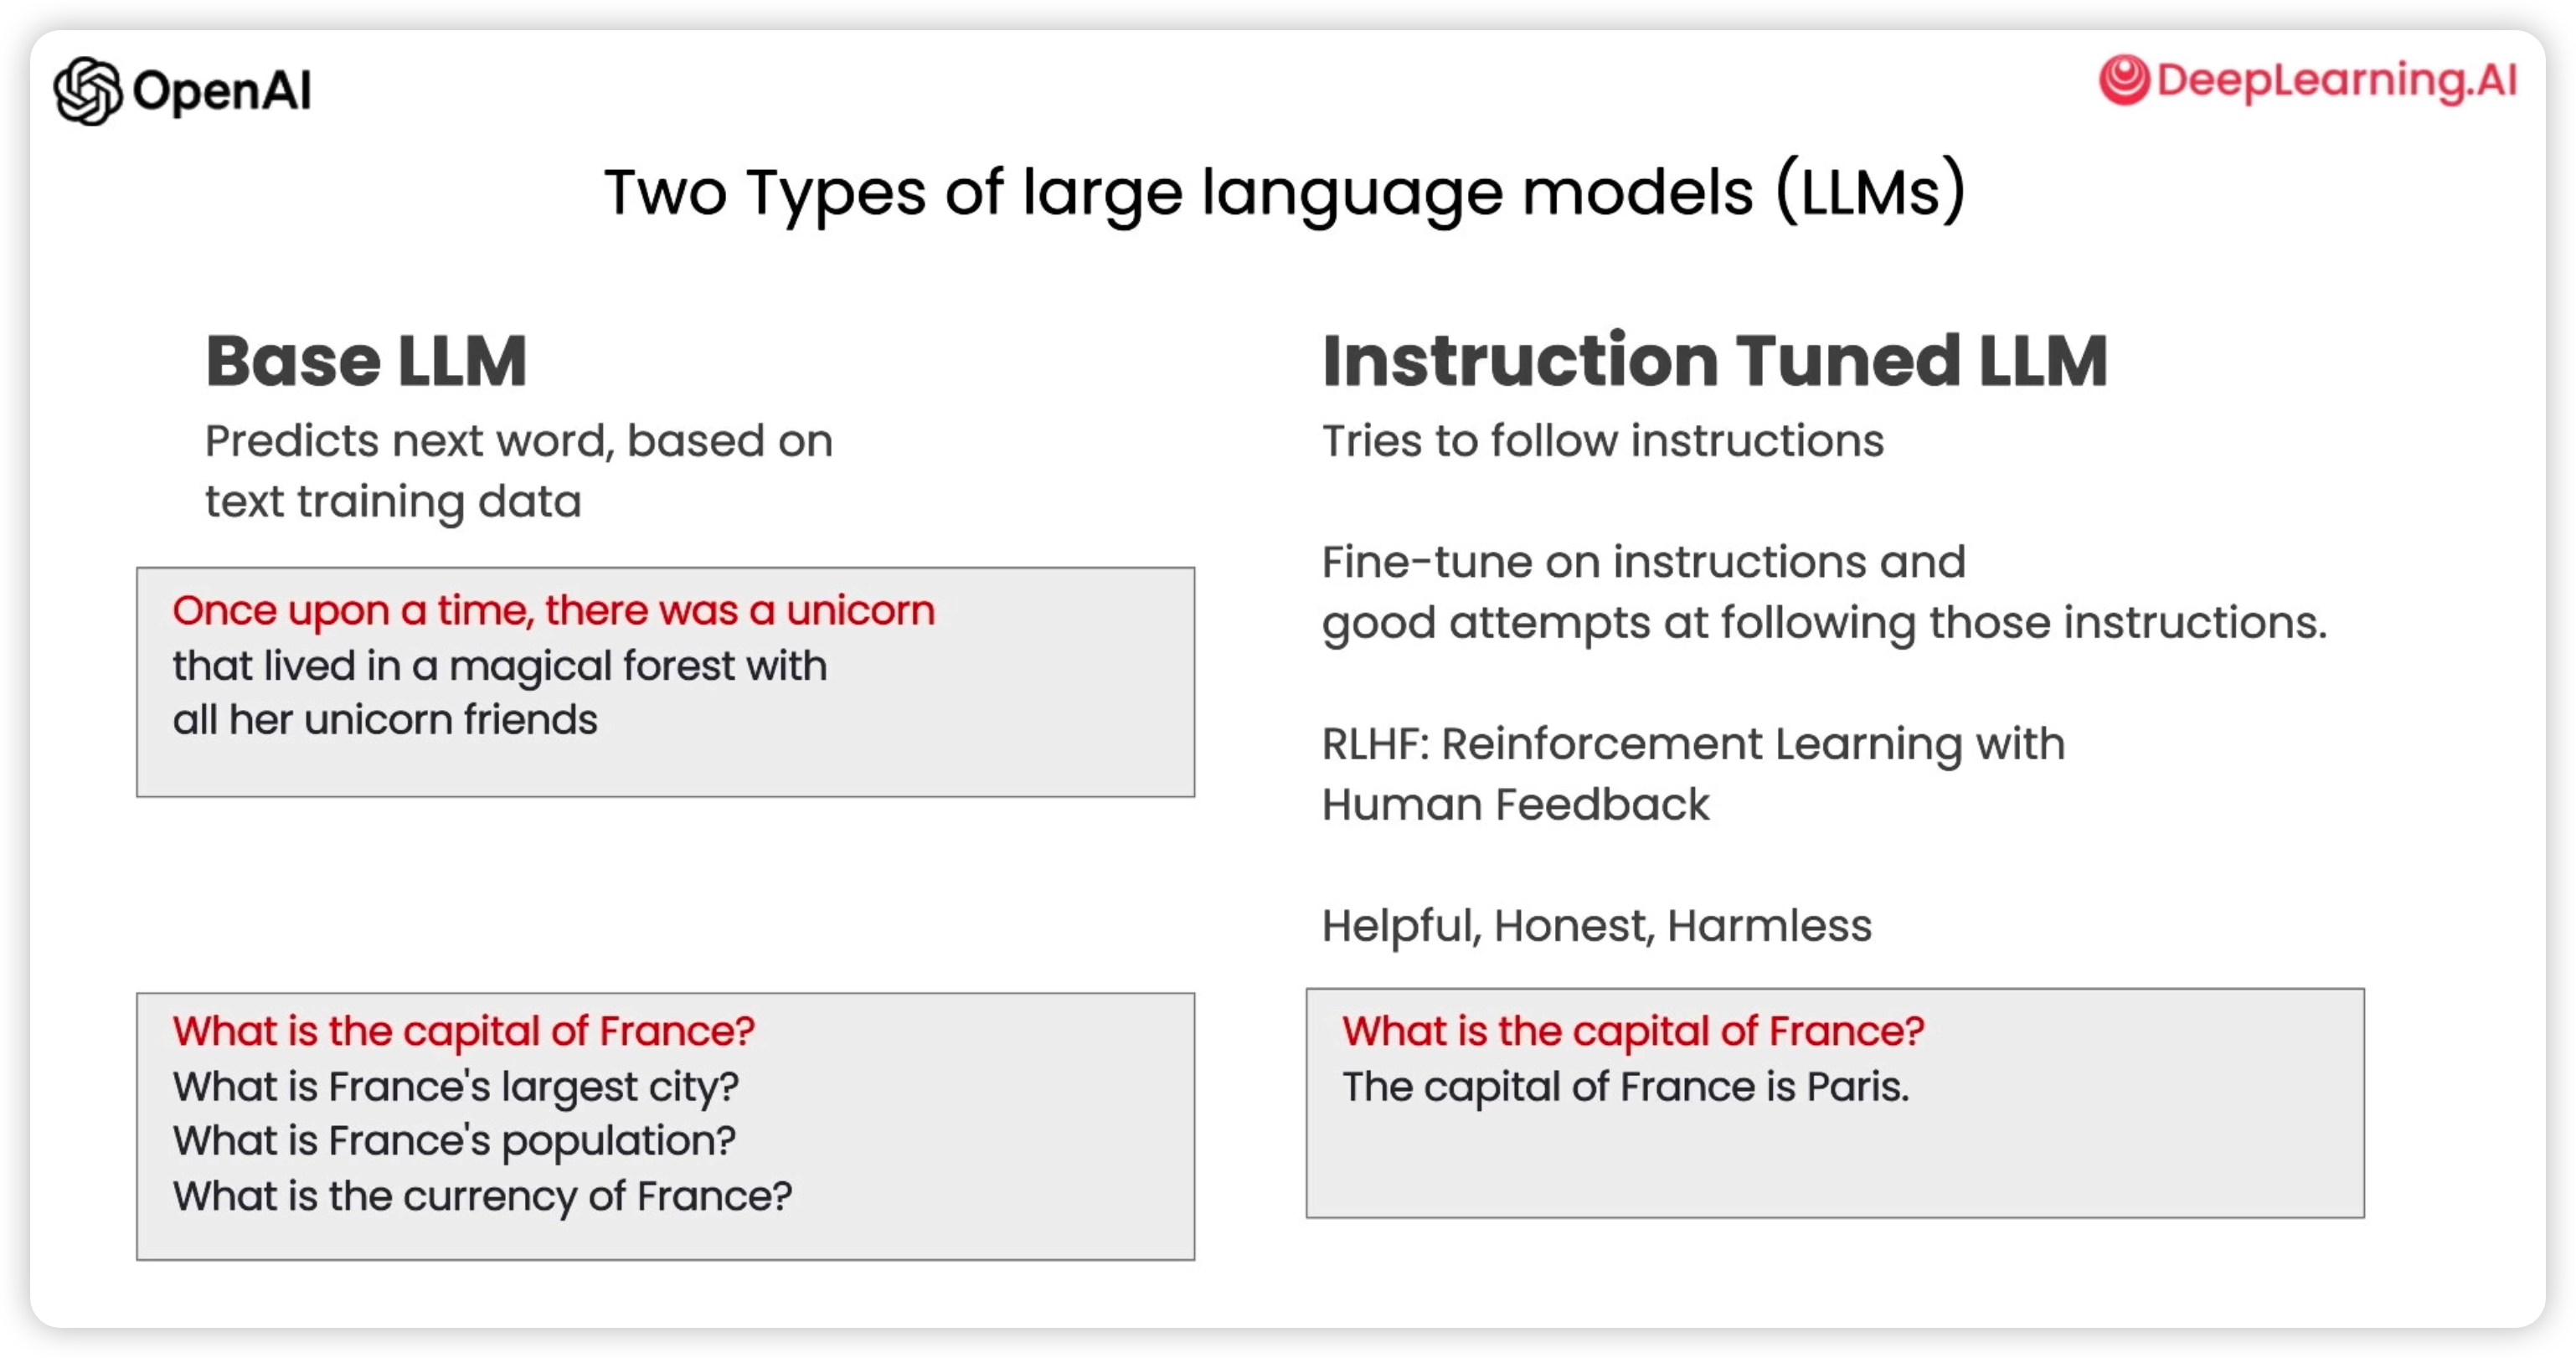 OpenAI
DeepLearning.AI
Two Types of large language models (LLMs)
Base LLM
Predicts next word, based on
text training data
Once upon a time, there was a unicorn
that lived in a magical forest with
all her unicorn friends
What is the capital of France?
What is France's largest city?
What is France's population?
What is the currency of France?
Instruction Tuned LLM
Tries to follow instructions
Fine-tune on instructions and
good attempts at following those instructions.
RLHF: Reinforcement Learning with
Human Feedback
Helpful, Honest, Harmless
What is the capital of France?
The capital of France is Paris.